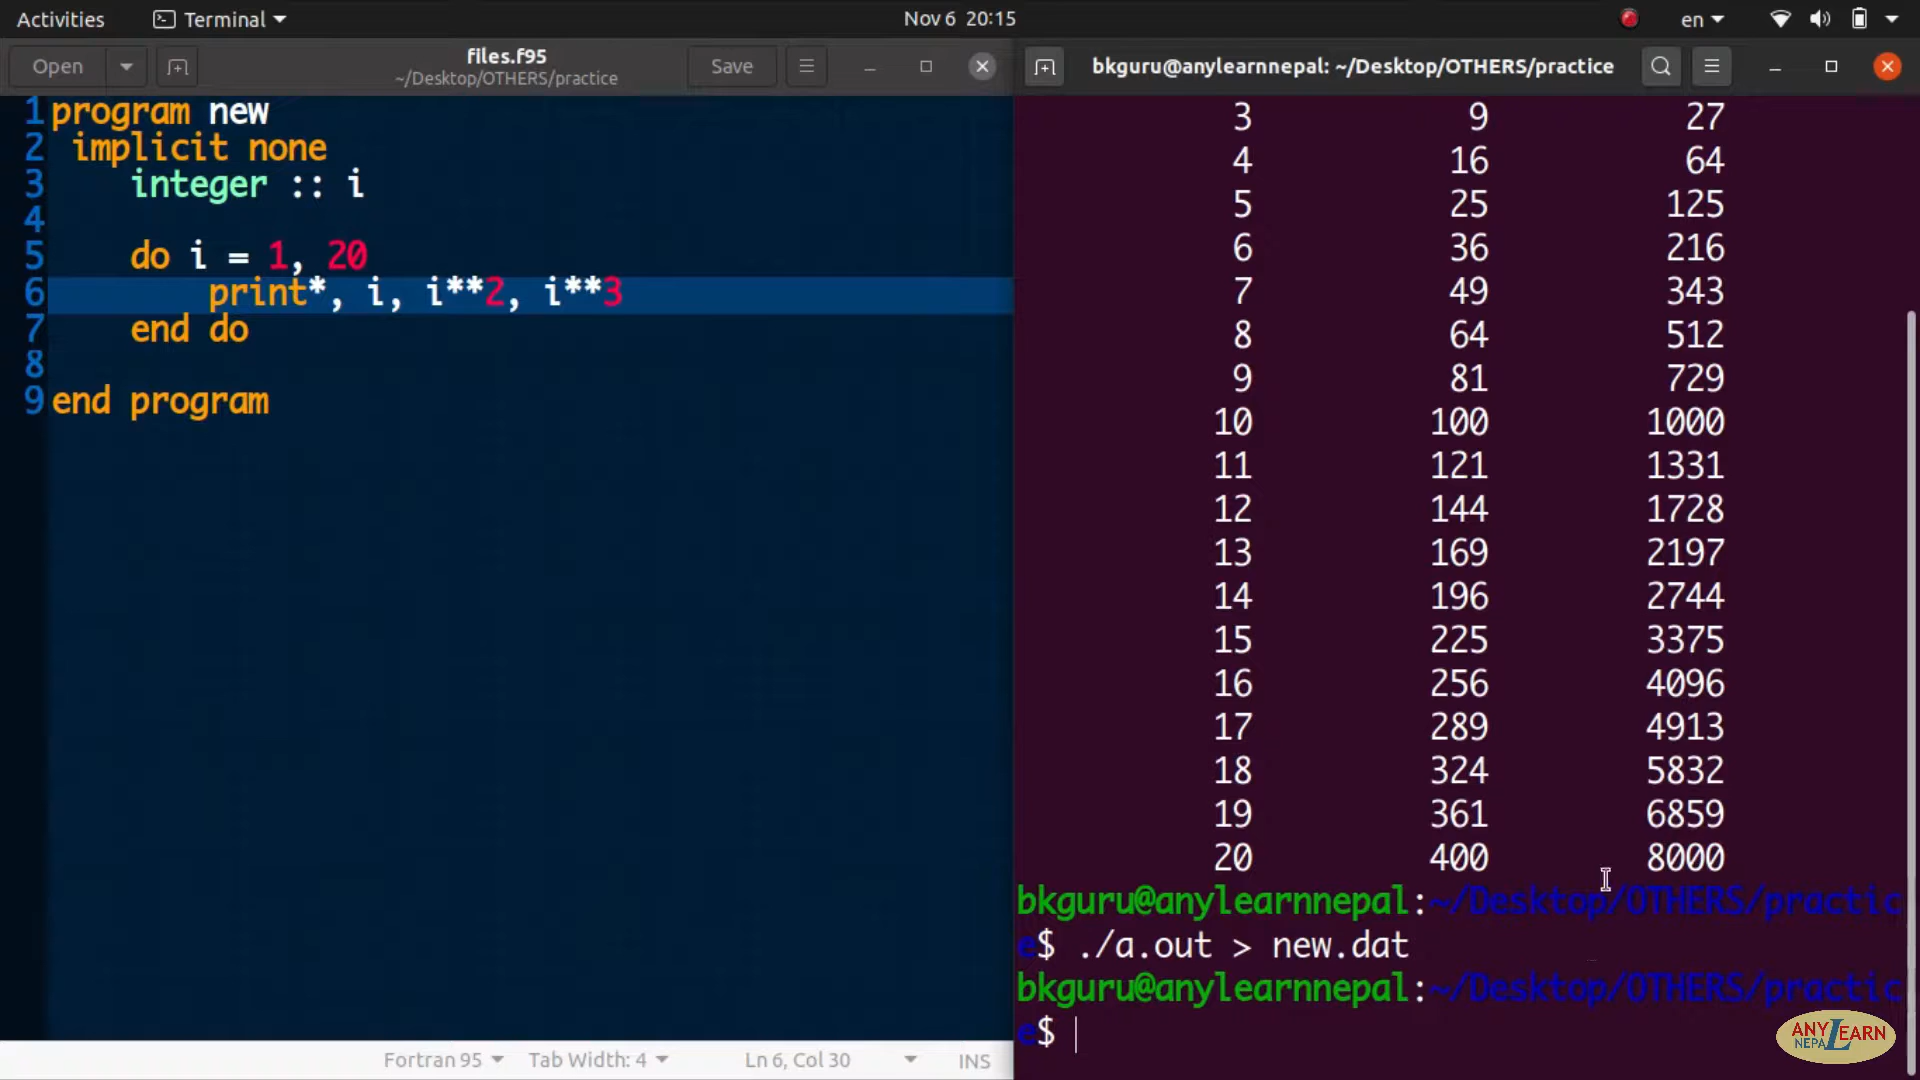 Activities Terminal Nov 6 20:15 en
Open files.f95 Save
~/Desktop/OTHERS/practice
1 program new
2 implicit none
3 integer :: i
4
5 do i = 1, 20
6 print*, i, i**2, i**3
7 end do
8
9 end program
Fortran 95 Tab Width: 4 Ln 6, Col 30 INS
bkguru@anylearnnepal: ~/Desktop/OTHERS/practice
3 9 27
4 16 64
5 25 125
6 36 216
7 49 343
8 64 512
9 81 729
10 100 1000
11 121 1331
12 144 1728
13 169 2197
14 196 2744
15 225 3375
16 256 4096
17 289 4913
18 324 5832
19 361 6859
20 400 8000
bkguru@anylearnnepal:~/Desktop/OTHERS/practic
e$ ./a.out > new.dat
bkguru@anylearnnepal:~/Desktop/OTHERS/practic
e$
ANY LEARN
NEPAL